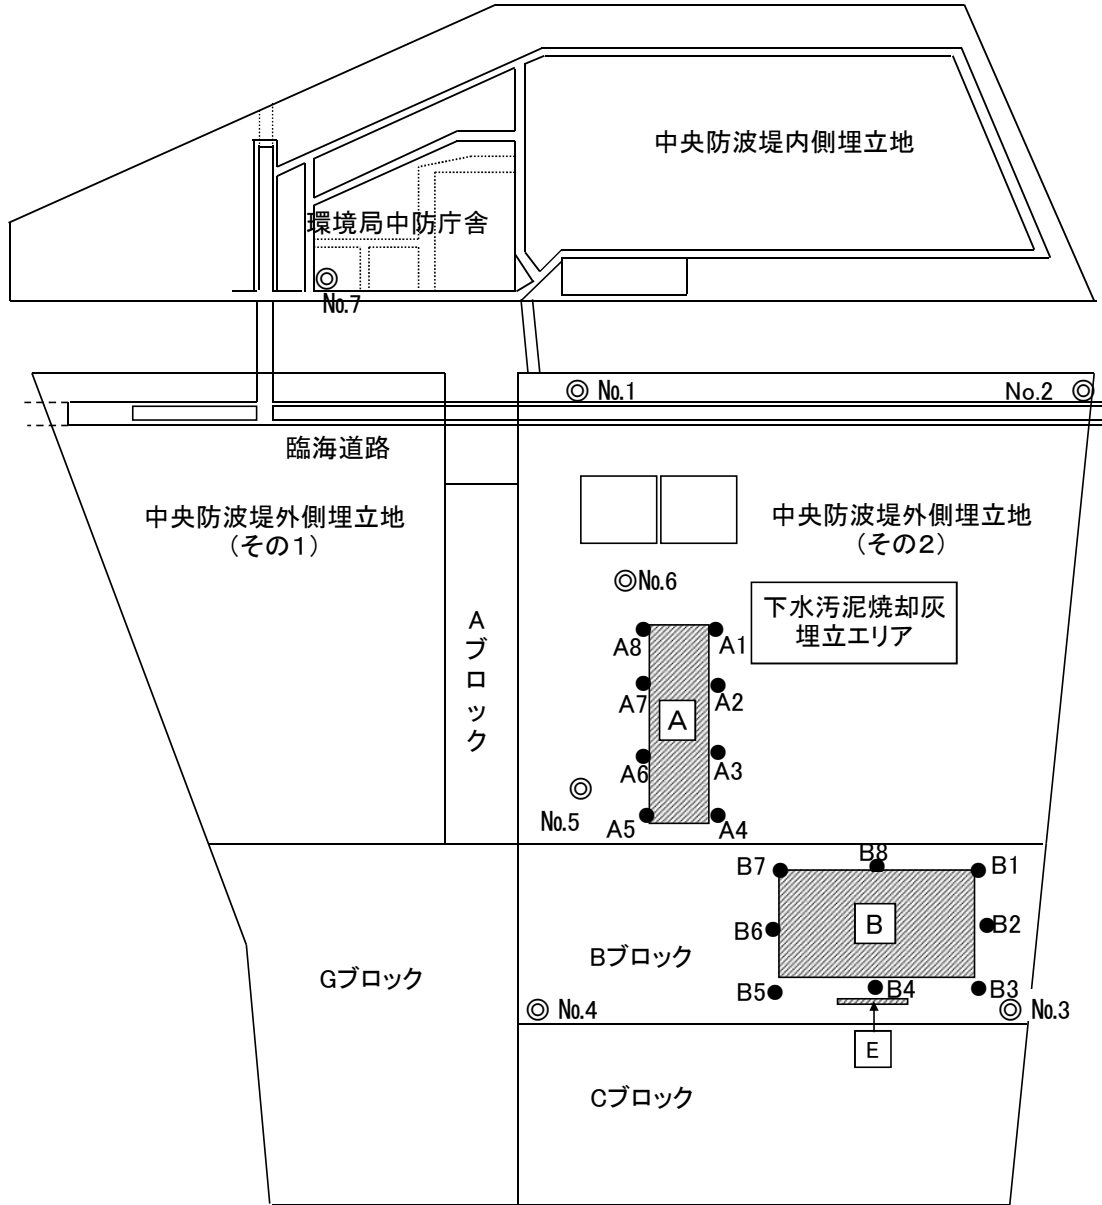 中央防波堤内側埋立地
環境局中防庁舎
No.7
No.1
No.2
臨海道路
中央防波堤外側埋立地
（その１）
中央防波堤外側埋立地
（その２）
No.6
下水汚泥焼却灰
埋立エリア
Aブロック
A8
A1
A7
A2
A
A6
A3
No.5
A5
A4
B7
B8
B1
B6
B
B2
Gブロック
Bブロック
B5
B4
B3
No.4
No.3
E
Cブロック